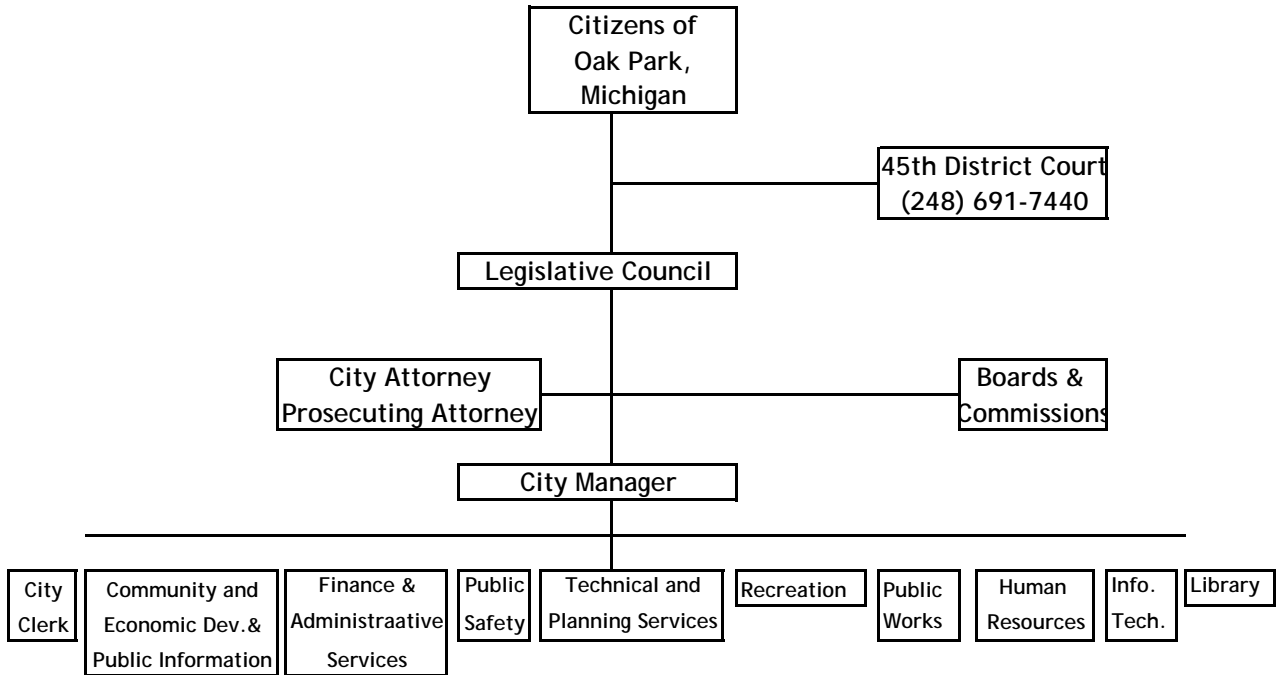 Citizens of
Oak Park,
Michigan
45th District Court
(248) 691-7440
Legislative Council
City Attorney
Prosecuting Attorney
Boards &
Commissions
City Manager
City
Clerk
Community and
Economic Dev.&
Public Information
Finance &
Administraative
Services
Public
Safety
Technical and
Planning Services
Recreation
Public
Works
Human
Resources
Info.
Tech.
Library